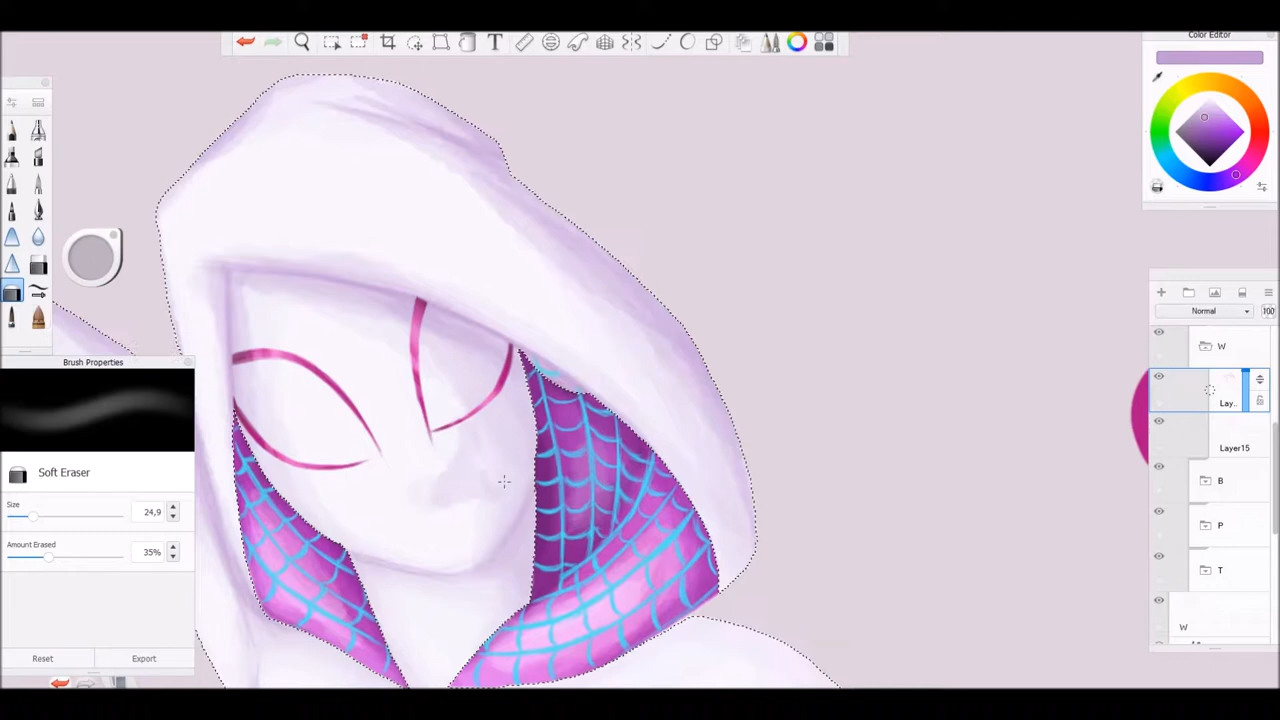 Color Editor
T
Normal
100
W
Lay..
Layer15
B
P
T
W
Brush Properties
Soft Eraser
Size
24,9
Amount Erased
35%
Reset
Export